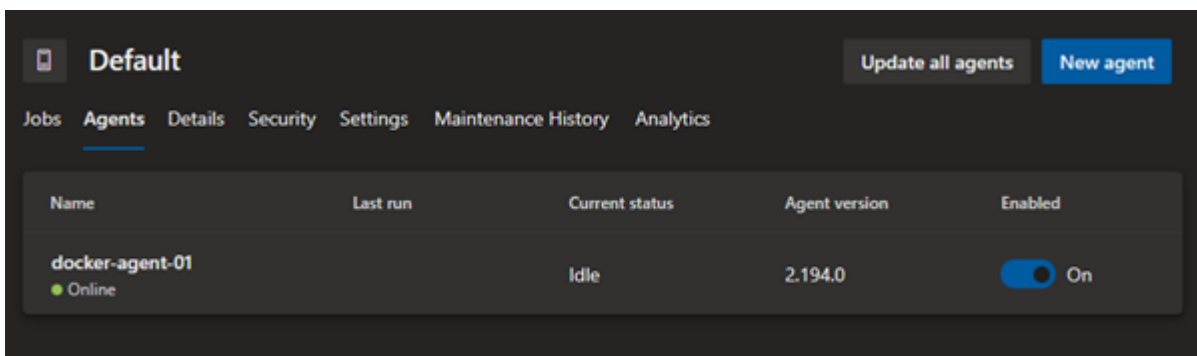 Default
Update all agents New agent
Jobs Agents Details Security Settings Maintenance History Analytics
Name Last run Current status Agent version Enabled
docker-agent-01
Online
Idle 2.194.0 On